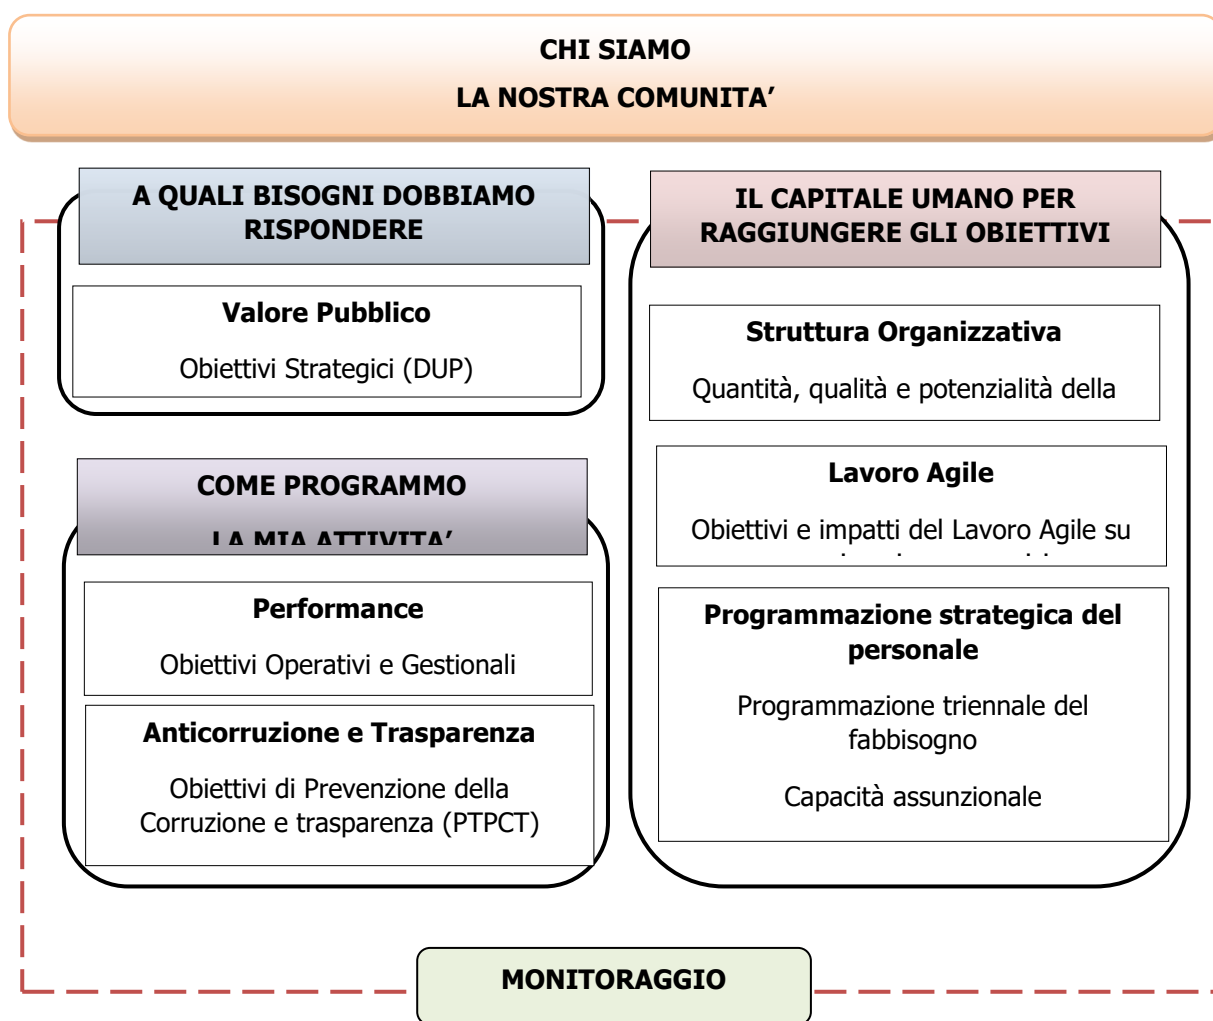 CHI SIAMO
LA NOSTRA COMUNITA’
A QUALI BISOGNI DOBBIAMO
RISPONDERE
Valore Pubblico
Obiettivi Strategici (DUP)
COME PROGRAMMO
LA MIA ATTIVITA’
Performance
Obiettivi Operativi e Gestionali
Anticorruzione e Trasparenza
Obiettivi di Prevenzione della
Corruzione e trasparenza (PTPCT)
IL CAPITALE UMANO PER
RAGGIUNGERE GLI OBIETTIVI
Struttura Organizzativa
Quantità, qualità e potenzialità della
Lavoro Agile
Obiettivi e impatti del Lavoro Agile su
Programmazione strategica del
personale
Programmazione triennale del
fabbisogno
Capacità assunzionale
MONITORAGGIO